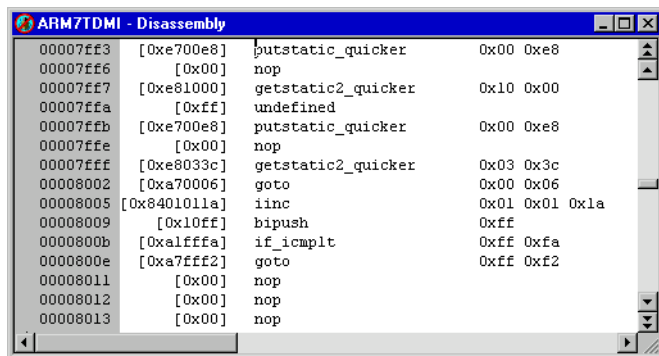 ARM7TDMI - Disassembly
00007ff3 [0xe700e8] putstatic_quicker 0x00 0xe8
00007ff6 [0x00] nop
00007ff7 [0xe81000] getstatic2_quicker 0x10 0x00
00007ffa [0xff] undefined
00007ffb [0xe700e8] putstatic_quicker 0x00 0xe8
00007ffe [0x00] nop
00007fff [0xe8033c] getstatic2_quicker 0x03 0x3c
00008002 [0xa70006] goto 0x00 0x06
00008005 [0x8401011a] iinc 0x01 0x01 0x1a
00008009 [0x10ff] bipush 0xff
0000800b [0xa1fffa] if_icmplt 0xff 0xfa
0000800e [0xa7fff2] goto 0xff 0xf2
00008011 [0x00] nop
00008012 [0x00] nop
00008013 [0x00] nop